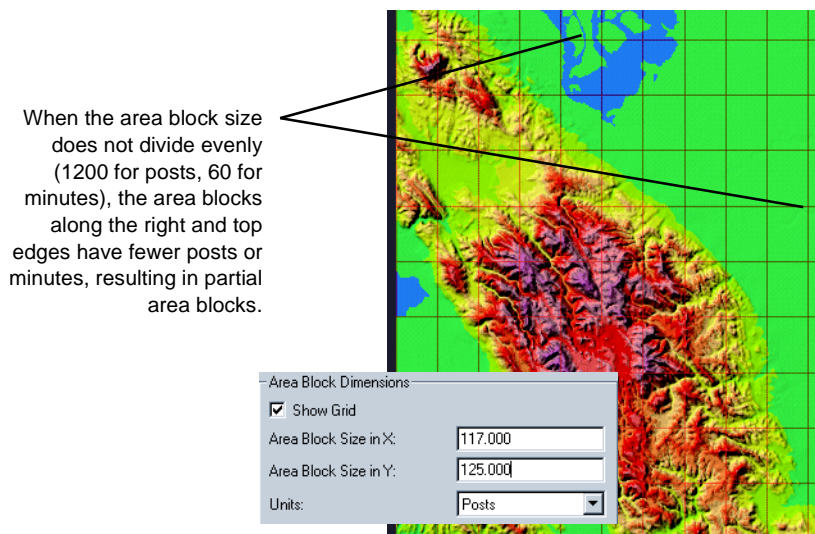 When the area block size
does not divide evenly
(1200 for posts, 60 for
minutes), the area blocks
along the right and top
edges have fewer posts or
minutes, resulting in partial
area blocks.
Area Block Dimensions
Show Grid
Area Block Size in X: 117.000
Area Block Size in Y: 125.000
Units: Posts